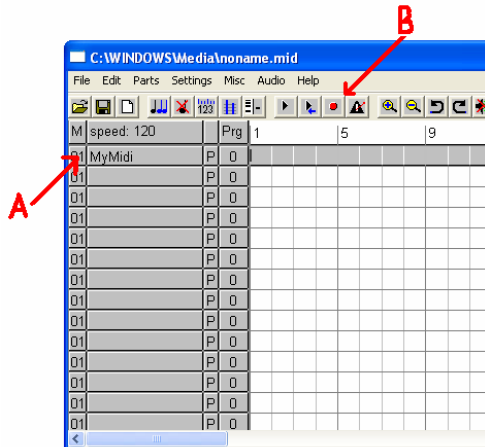 B
C:\WINDOWS\Media\noname.mid
File Edit Parts Settings Misc Audio Help
123
M speed: 120 Prg 1 5 9
01 MyMidi P 0
A
01 P 0
01 P 0
01 P 0
01 P 0
01 P 0
01 P 0
01 P 0
01 P 0
01 P 0
01 P 0
01 P 0
01 P 0
01 P 0